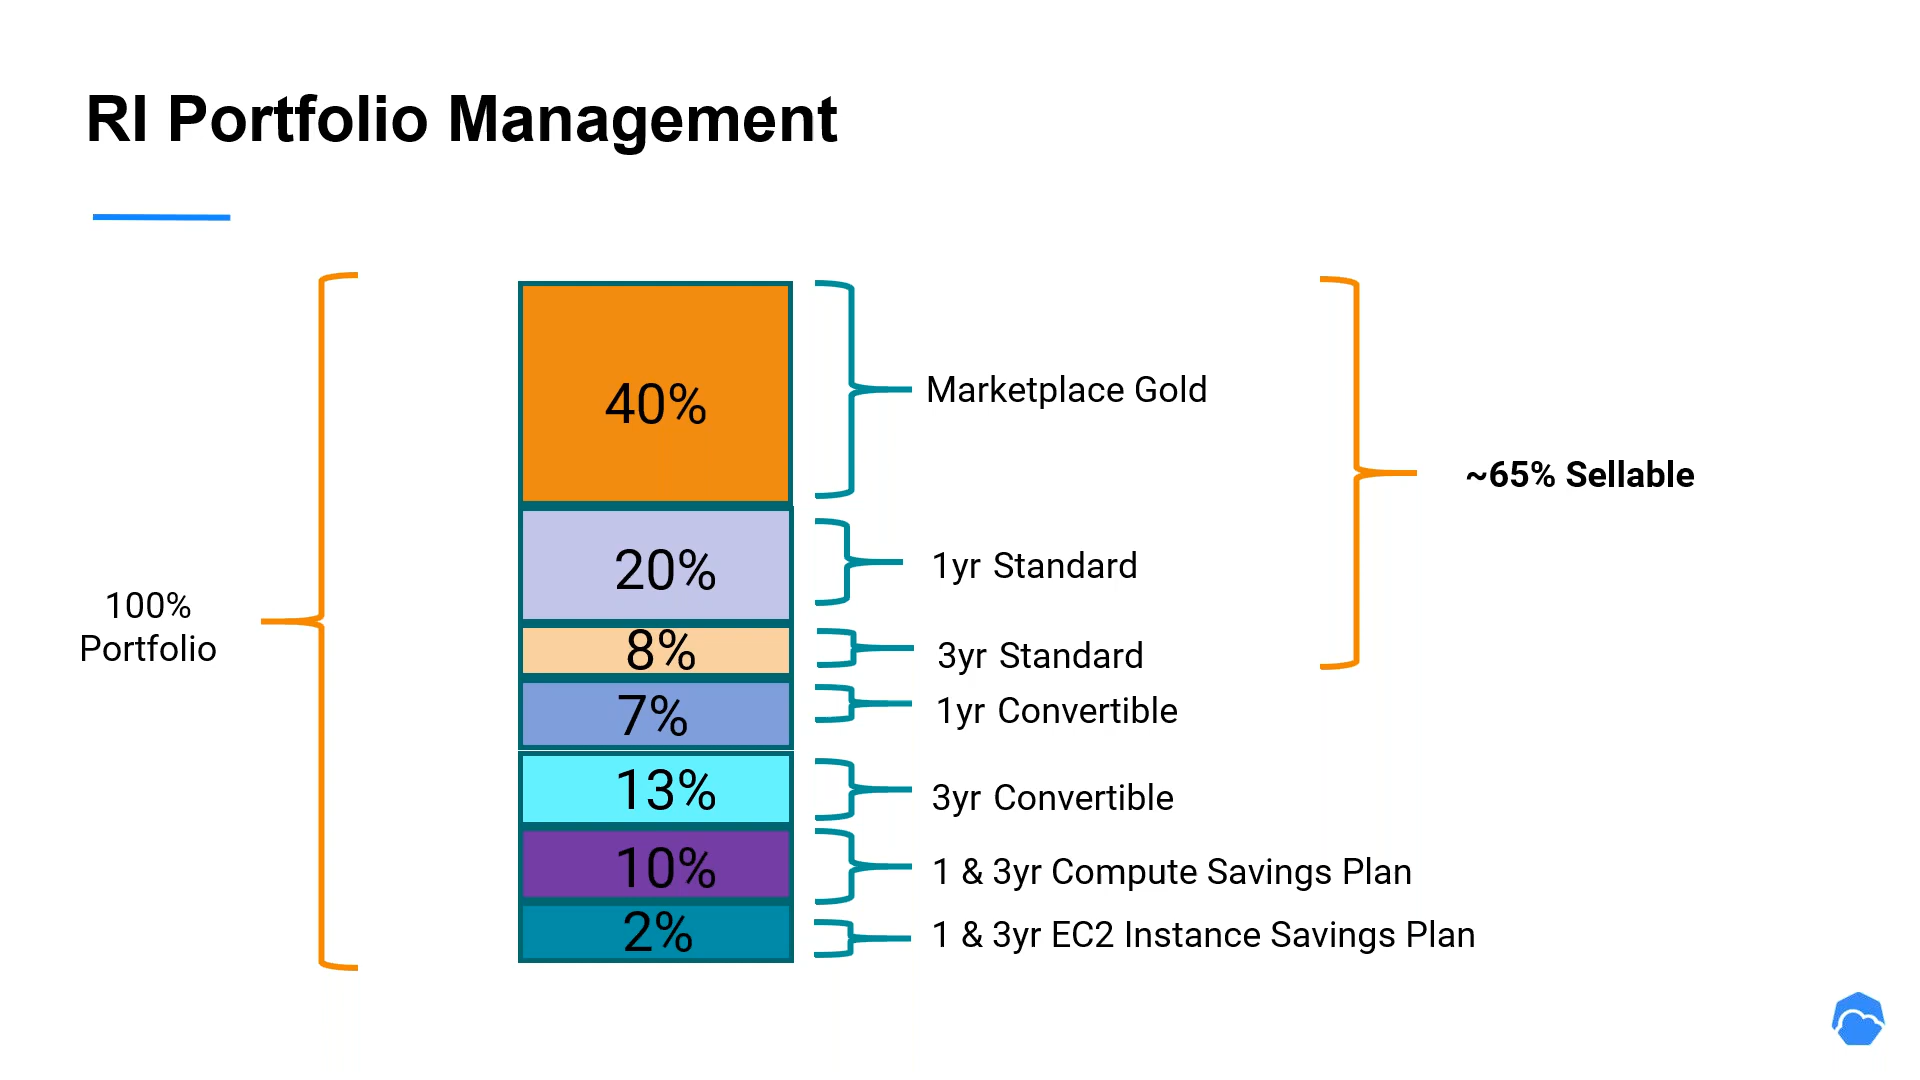 RI Portfolio Management
40%
Marketplace Gold
~65% Sellable
20%
1yr Standard
100%
Portfolio
8%
3yr Standard
7%
1yr Convertible
13%
3yr Convertible
10%
1 & 3yr Compute Savings Plan
2%
1 & 3yr EC2 Instance Savings Plan